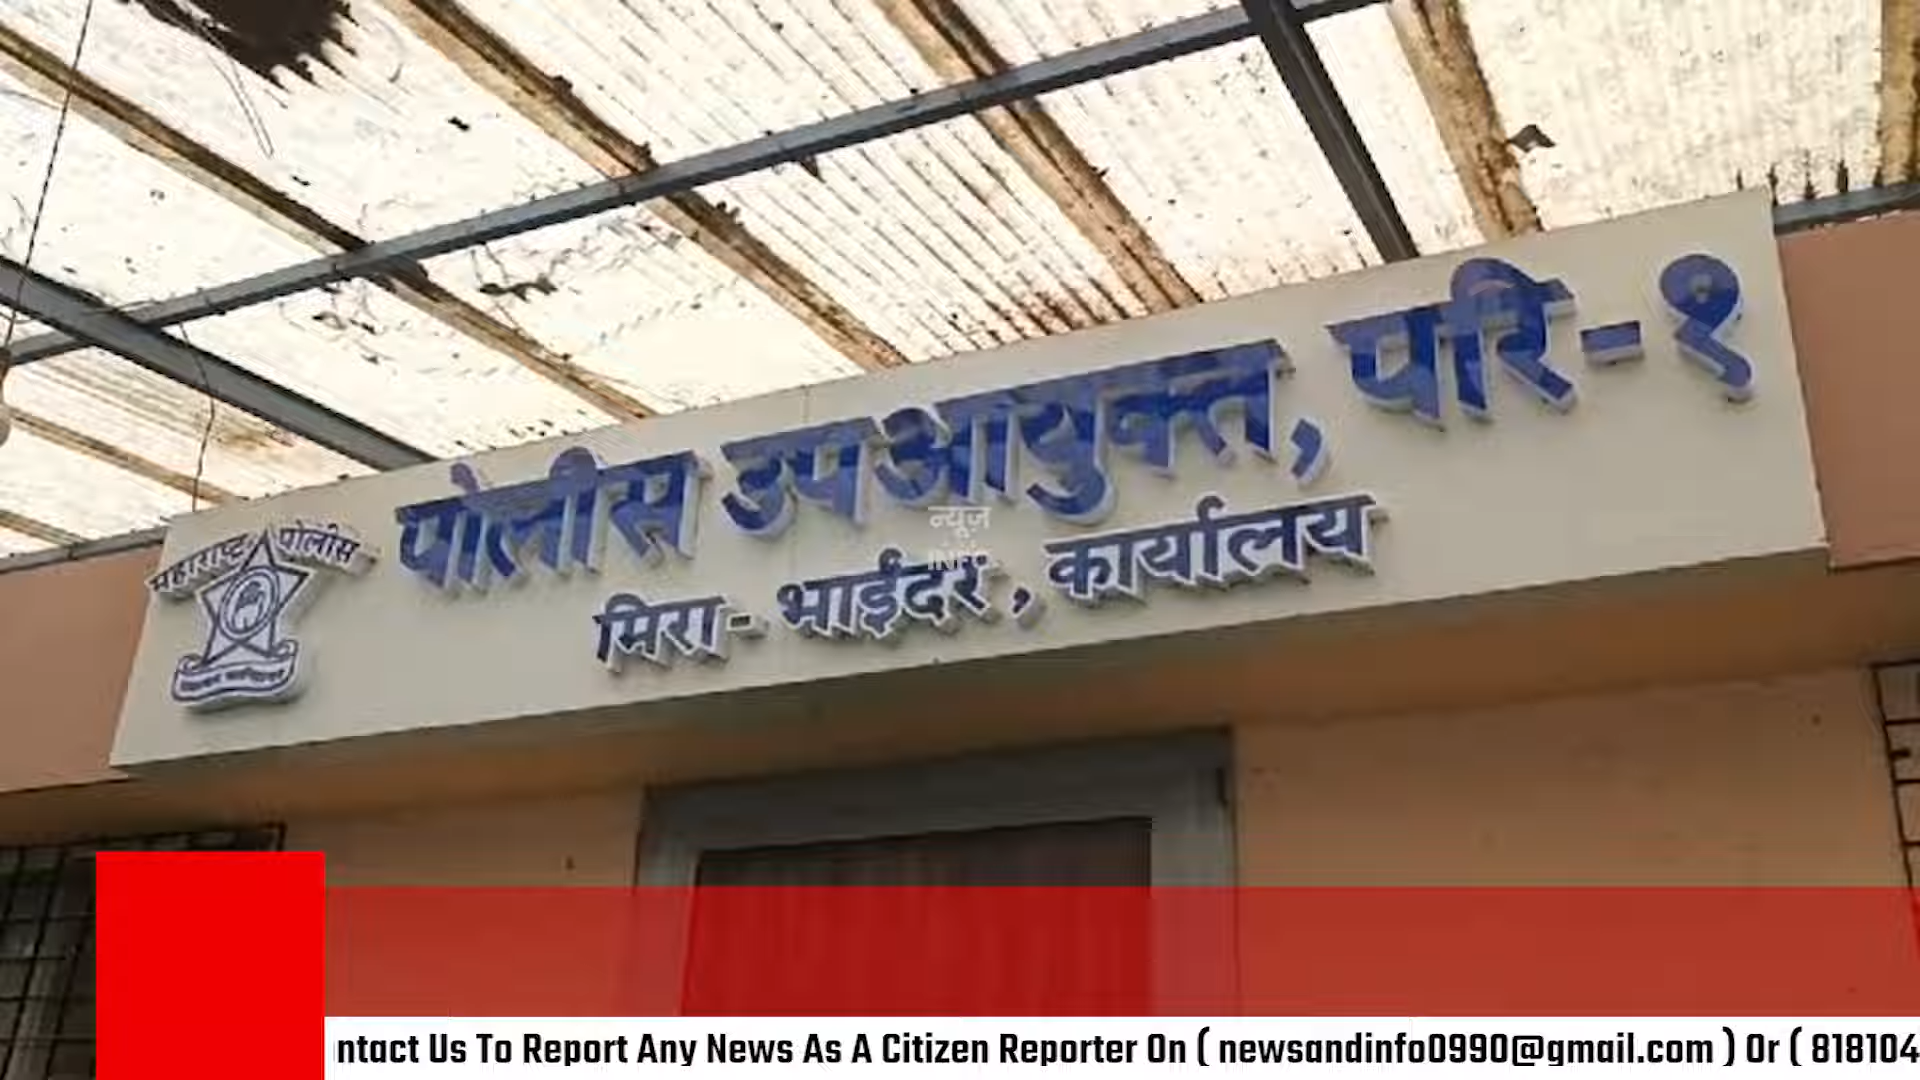 महाराष्ट्र पोलीस
पोलीस उपआयुक्त, परि-१
मिरा-भाईंदर, कार्यालय
न्यूज़
INFO
ntact Us To Report Any News As A Citizen Reporter On ( newsandinfo0990@gmail.com ) Or ( 818104